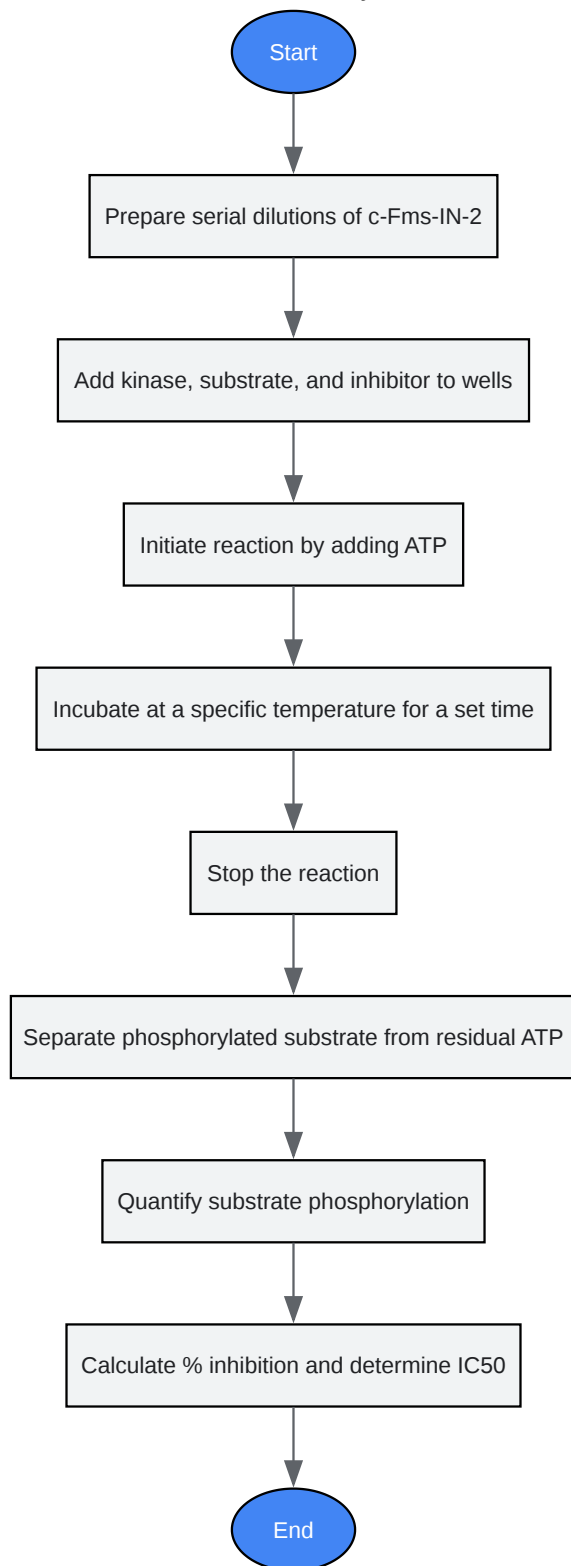 Start
Prepare serial dilutions of c-Fms-IN-2
Add kinase, substrate, and inhibitor to wells
Initiate reaction by adding ATP
Incubate at a specific temperature for a set time
Stop the reaction
Separate phosphorylated substrate from residual ATP
Quantify substrate phosphorylation
Calculate % inhibition and determine IC50
End